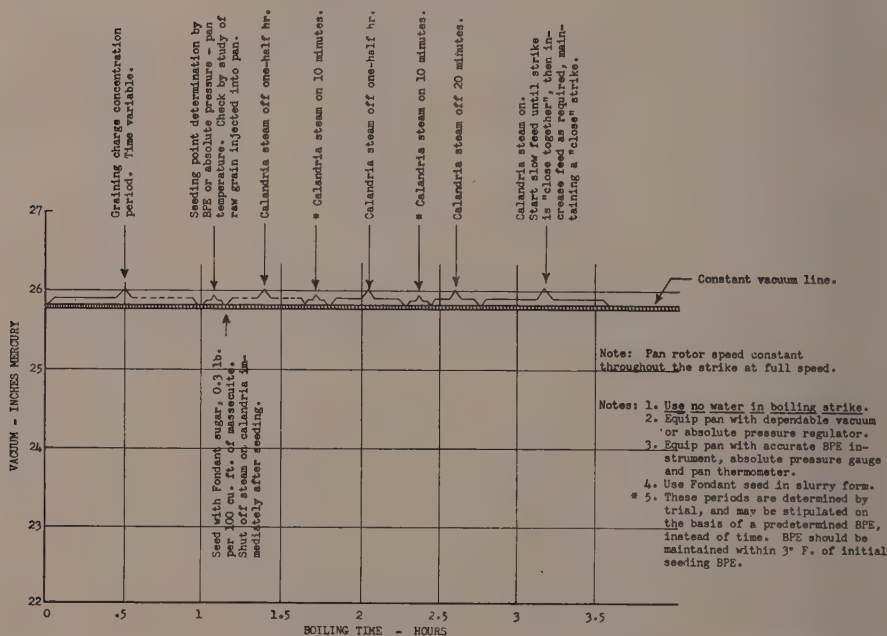 Graining charge concentration
period. Time variable.
Seeding point determination by
BPE or absolute pressure - pan
temperature. Check by study of
raw grain injected into pan.
Calandria steam off one-half hr.
* Calandria steam on 10 minutes.
Calandria steam off one-half hr.
* Calandria steam on 10 minutes.
Calandria steam off 20 minutes.
Calandria steam on.
Start slow feed until strike
is "close together", then in-
crease feed as required, main-
taining a "close" strike.
27
26
25
24
23
22
VACUUM - INCHES MERCURY
Constant vacuum line.
Seed with Fondant sugar, 0.3 lb.
per 100 cu. ft. of massecuite.
Shut off steam on calandria im-
mediately after seeding.
Note: Pan rotor speed constant
throughout the strike at full speed.
Notes: 1. Use no water in boiling strike.
2. Equip pan with dependable vacuum
or absolute pressure regulator.
3. Equip pan with accurate BPE in-
strument, absolute pressure gauge
and pan thermometer.
4. Use Fondant seed in slurry form.
* 5. These periods are determined by
trial, and may be stipulated on
the basis of a predetermined BPE,
instead of time. BPE should be
maintained within 3° F. of initial
seeding BPE.
0 .5 1 1.5 2 2.5 3 3.5
BOILING TIME - HOURS